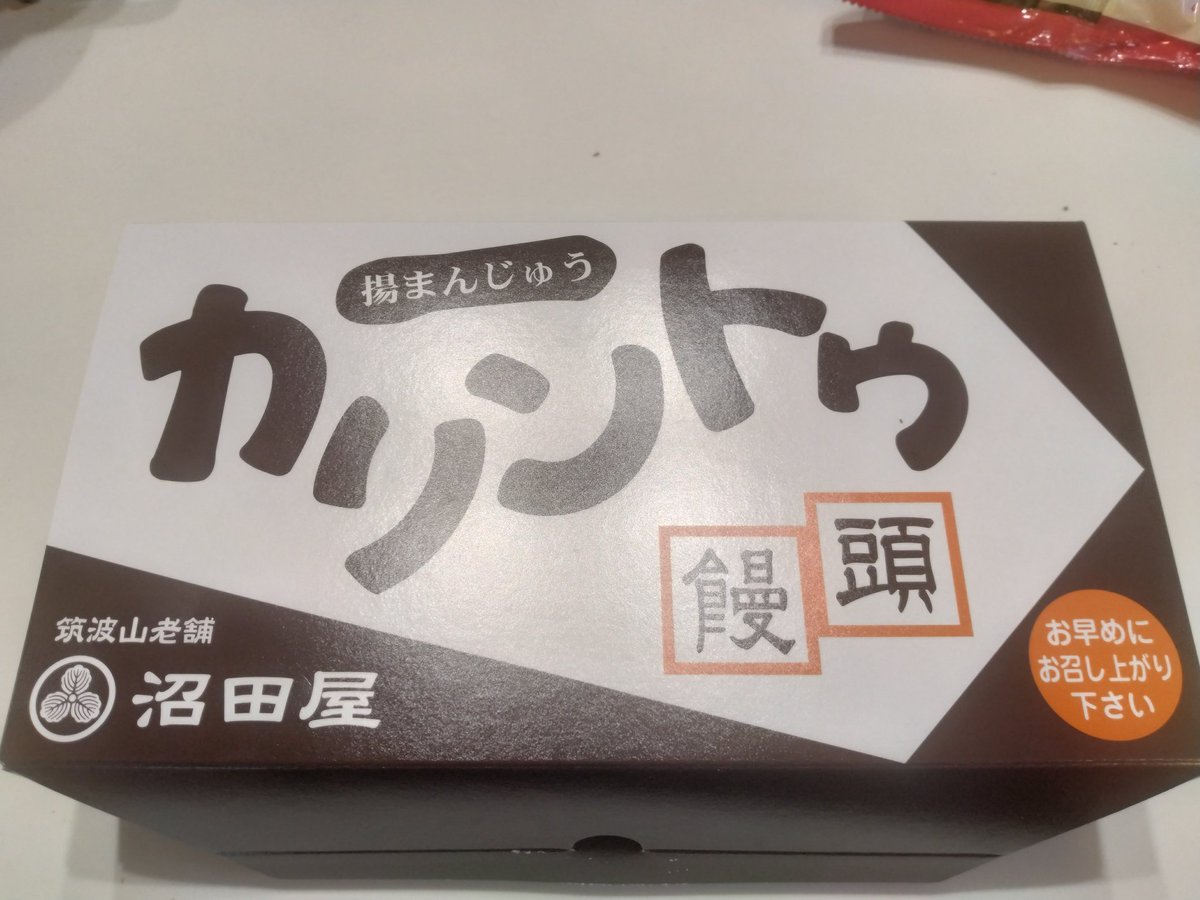 揚まんじゅう
カリントウ
饅頭
筑波山老舗
沼田屋
お早めに
お召し上がり
下さい